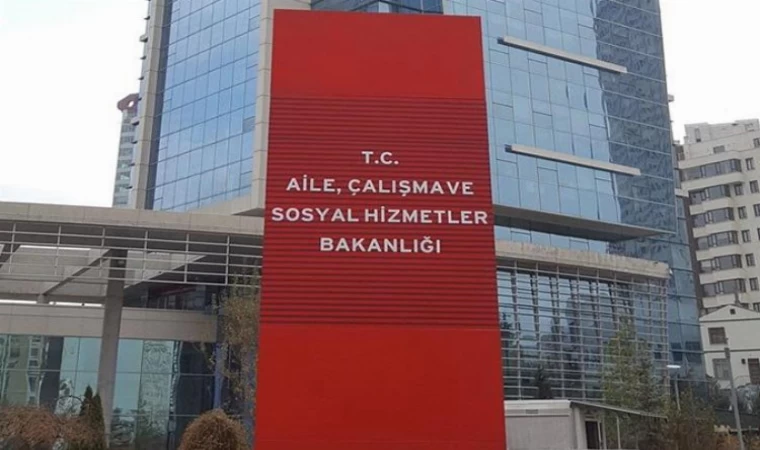 T.C.
AİLE, ÇALIŞMAVE
SOSYAL HİZMETLER
BAKANLIĞI